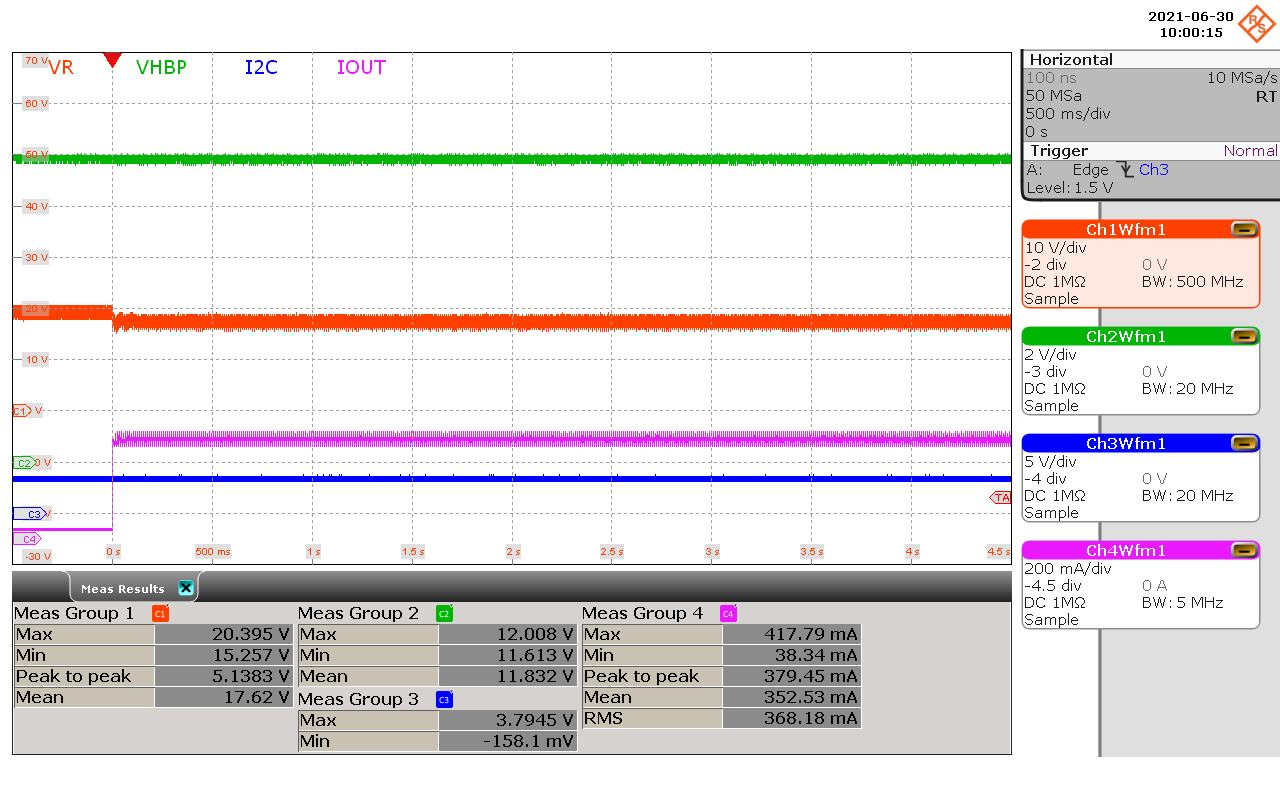 2021-06-30
10:00:15
R&S
VR VHBP I2C IOUT
70 V
60 V
50 V
40 V
30 V
20 V
10 V
C1 V
C2 0 V
C3 V
C4
-30 V
TA
0 s 500 ms 1 s 1.5 s 2 s 2.5 s 3 s 3.5 s 4 s 4.5 s
Horizontal
100 ns 10 MSa/s
50 MSa RT
500 ms/div
0 s
Trigger Normal
A: Edge Ch3
Level: 1.5 V
Ch1Wfm1
10 V/div
-2 div 0 V
DC 1MΩ BW: 500 MHz
Sample
Ch2Wfm1
2 V/div
-3 div 0 V
DC 1MΩ BW: 20 MHz
Sample
Ch3Wfm1
5 V/div
-4 div 0 V
DC 1MΩ BW: 20 MHz
Sample
Ch4Wfm1
200 mA/div
-4.5 div 0 A
DC 1MΩ BW: 5 MHz
Sample
Meas Results
Meas Group 1 C1
Max 20.395 V
Min 15.257 V
Peak to peak 5.1383 V
Mean 17.62 V
Meas Group 2 C2
Max 12.008 V
Min 11.613 V
Mean 11.832 V
Meas Group 3 C3
Max 3.7945 V
Min -158.1 mV
Meas Group 4 C4
Max 417.79 mA
Min 38.34 mA
Peak to peak 379.45 mA
Mean 352.53 mA
RMS 368.18 mA